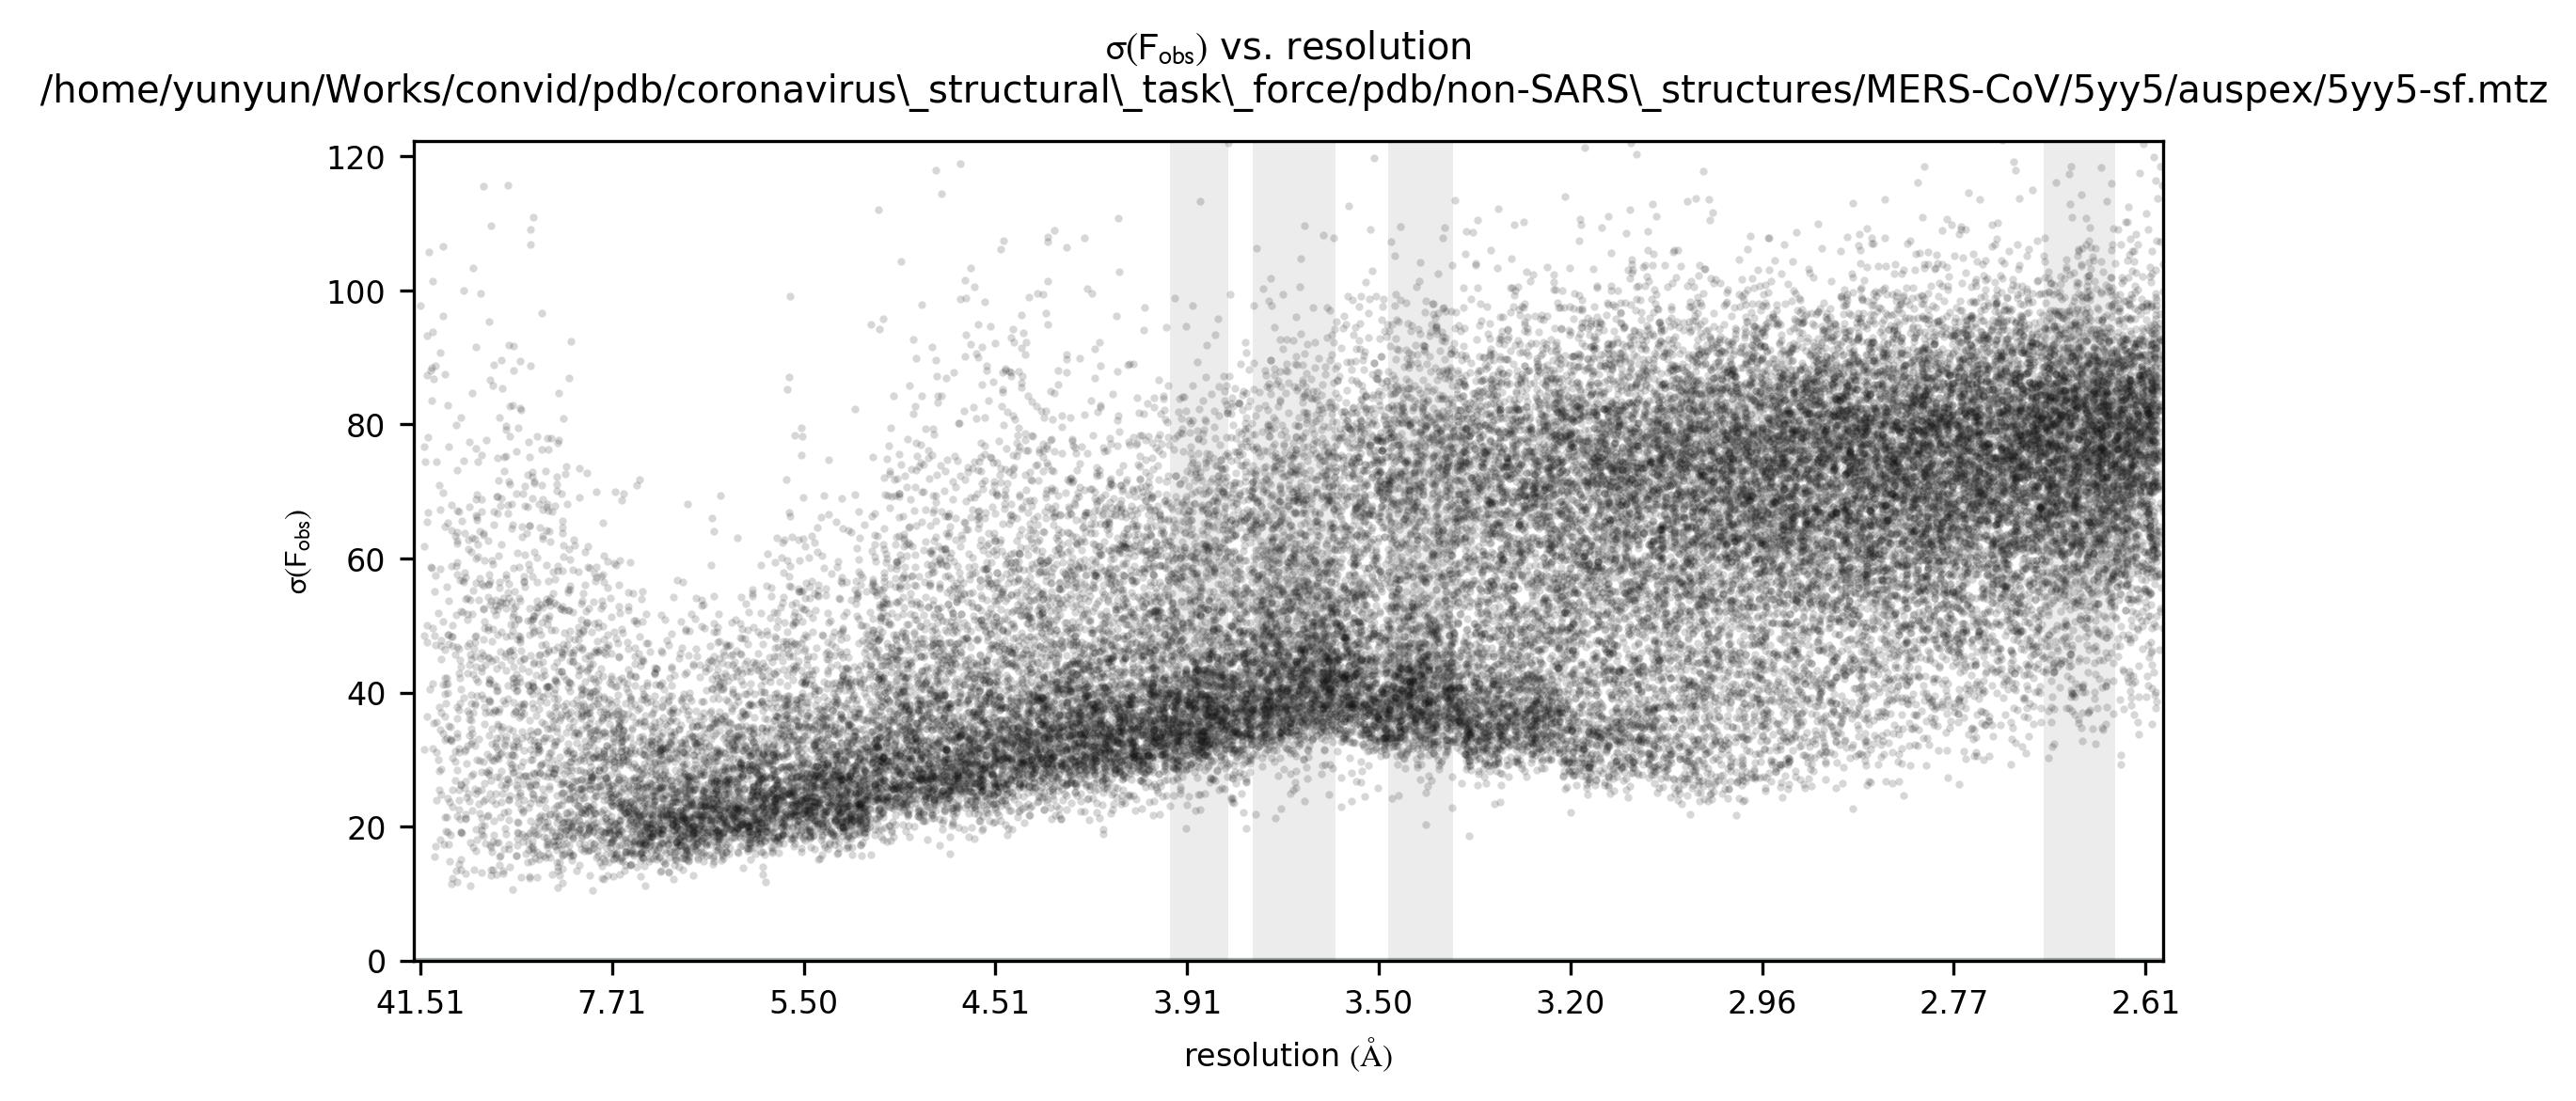 σ(Fobs) vs. resolution
/home/yunyun/Works/convid/pdb/coronavirus\_structural\_task\_force/pdb/non-SARS\_structures/MERS-CoV/5yy5/auspex/5yy5-sf.mtz
120
100
80
60
40
20
0
σ(Fobs)
41.51 7.71 5.50 4.51 3.91 3.50 3.20 2.96 2.77 2.61
resolution (Å)